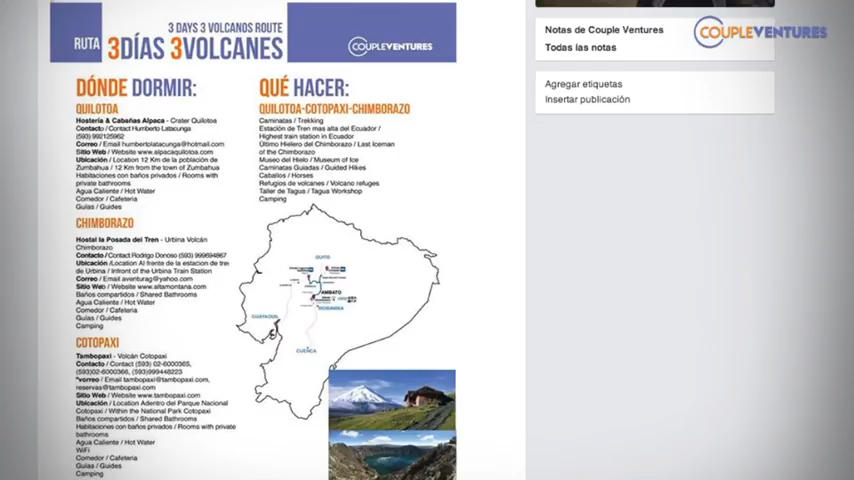 3 DAYS 3 VOLCANOS ROUTE
RUTA 3DÍAS 3VOLCANES
COUPLEVENTURES
DÓNDE DORMIR:
QUILOTOA
Hostería & Cabeñas Alpaca - Crater Quilotoa
Contacto / Contact Humberto Latacunga
(593) 992125962
Correo / Email humbertolatacunga@hotmail.com
Sitio Web / Website www.alpacaquilotoa.com
Ubicación / Location 12 Km de la población de
Zumbahua / 12 Km from the town of Zumbahua
Habitaciones con baños privados / Rooms with
private bathrooms
Agua Caliente / Hot Water
Comedor / Cafeteria
Guías / Guides
CHIMBORAZO
Hostal la Posada del Tren - Urbina Volcán
Chimborazo
Contacto / Contact Rodrigo Donoso (593) 999694867
Ubicación /Location Al frente de la estacion de tren
de Urbina / Infront of the Urbina Train Station
Correo / Email aventurag@yahoo.com
Sitio Web / Website www.altamontana.com
Baños compartidos / Shared Bathrooms
Agua Caliente / Hot Water
Comedor / Cafeteria
Guías / Guides
Camping
COTOPAXI
Tambopaxi - Volcán Cotopaxi
Contacto / Contact (593) 02-6000365,
(593)02-6000366, (593)999448223
"vorreo / Email tambopaxi@tambopaxi.com,
reservas@tambopaxi.com
Sitio Web / Website www.tambopaxi.com
Ubicación / Location Adentro del Parque Nacional
Cotopaxi / Within the National Park Cotopaxi
Baños compartidos / Shared Bathrooms
Habitaciones con baños privados / Rooms with private
bathrooms
Agua Caliente / Hot Water
WiFi
Comedor / Cafeteria
Guías / Guides
Camping
QUÉ HACER:
QUILOTOA-COTOPAXI-CHIMBORAZO
Caminatas / Trekking
Estación de Tren mas alta del Ecuador /
Highest train station in Ecuador
Último Hielero del Chimborazo / Last Iceman
of the Chimborazo
Museo del Hielo / Museum of Ice
Caminatas Guiadas / Guided Hikes
Caballos / Horses
Refugios de volcanes / Volcano refuges
Taller de Tagua / Tagua Workshop
Camping
QUITO
AMBATO
RIOBAMBA
GUAYAQUIL
CUENCA
Notas de Couple Ventures
Todas las notas
Agregar etiquetas
Insertar publicación
COUPLEVENTURES